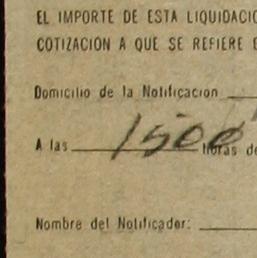 EL IMPORTE DE ESTA LIQUIDACIO
COTIZACION A QUE SE REFIERE E
Domicilio de la Notificacion
A las 1500 horas de
Nombre del Notificador: